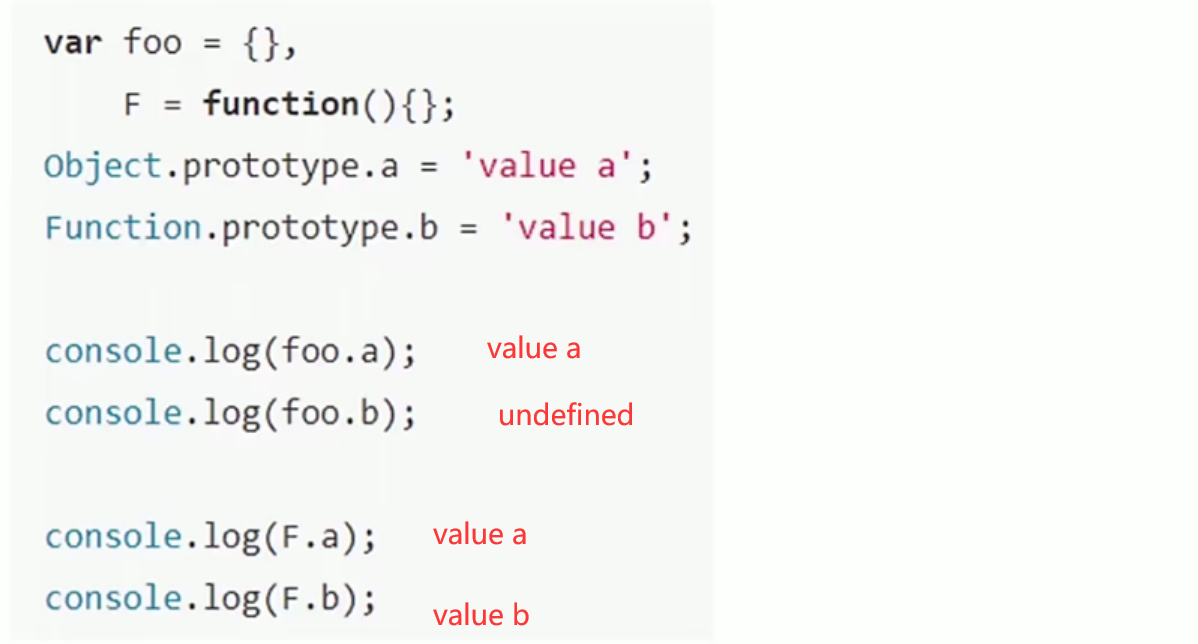 var foo = {},
    F = function(){};
Object.prototype.a = 'value a';
Function.prototype.b = 'value b';
console.log(foo.a); value a
console.log(foo.b); undefined
console.log(F.a); value a
console.log(F.b); value b